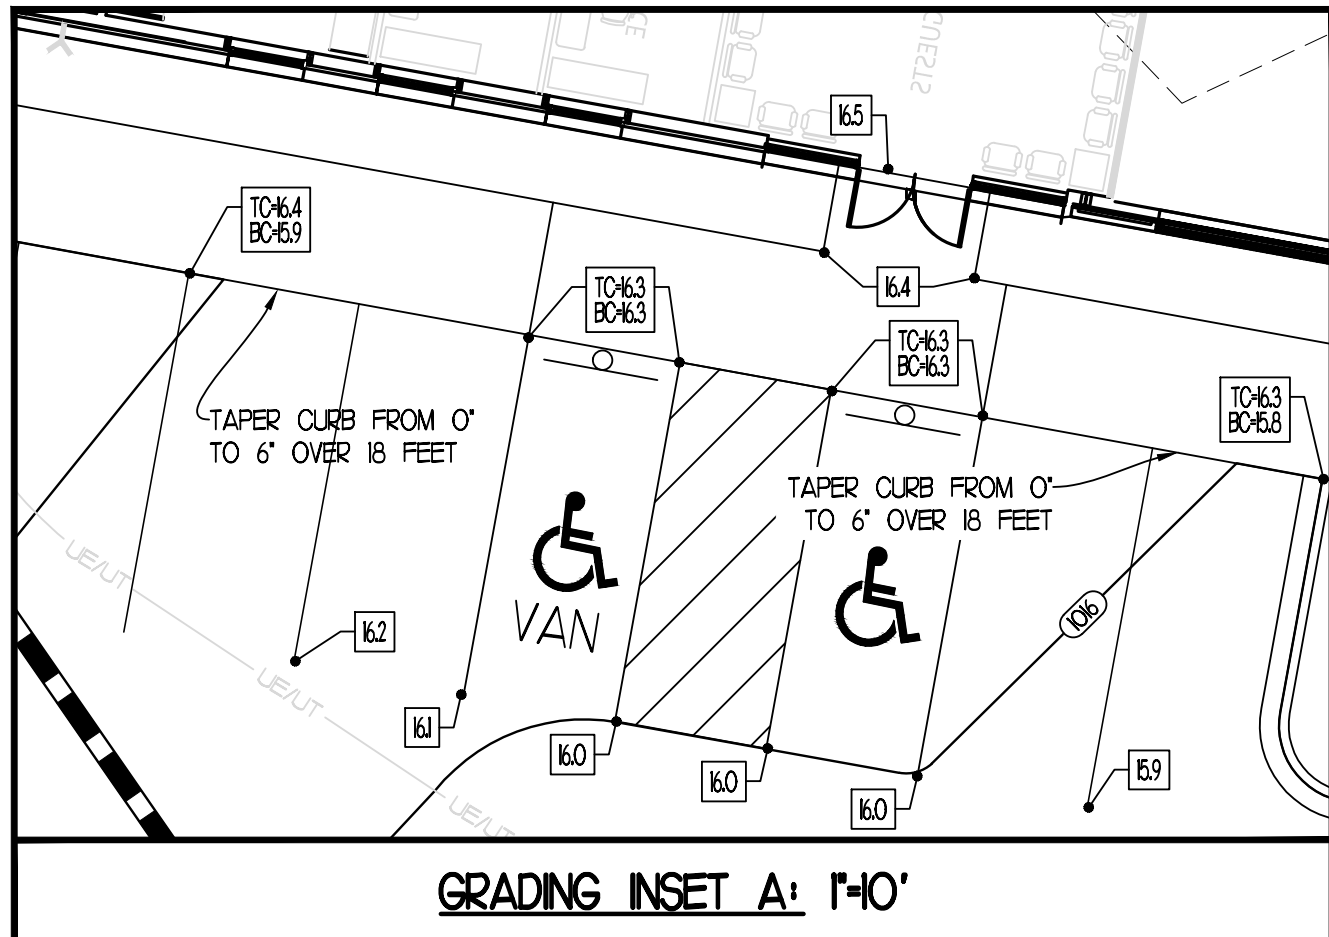 GUESTS
16.5
TC=16.4
BC=15.9
TC=16.3
BC=16.3
16.4
TC=16.3
BC=16.3
TC=16.3
BC=15.8
TAPER CURB FROM 0"
TO 6" OVER 18 FEET
TAPER CURB FROM 0"
TO 6" OVER 18 FEET
UE/UT
VAN
1016
16.2
UE/UT
16.1
16.0
16.0
16.0
15.9
UE/UT
GRADING INSET A: 1"=10'